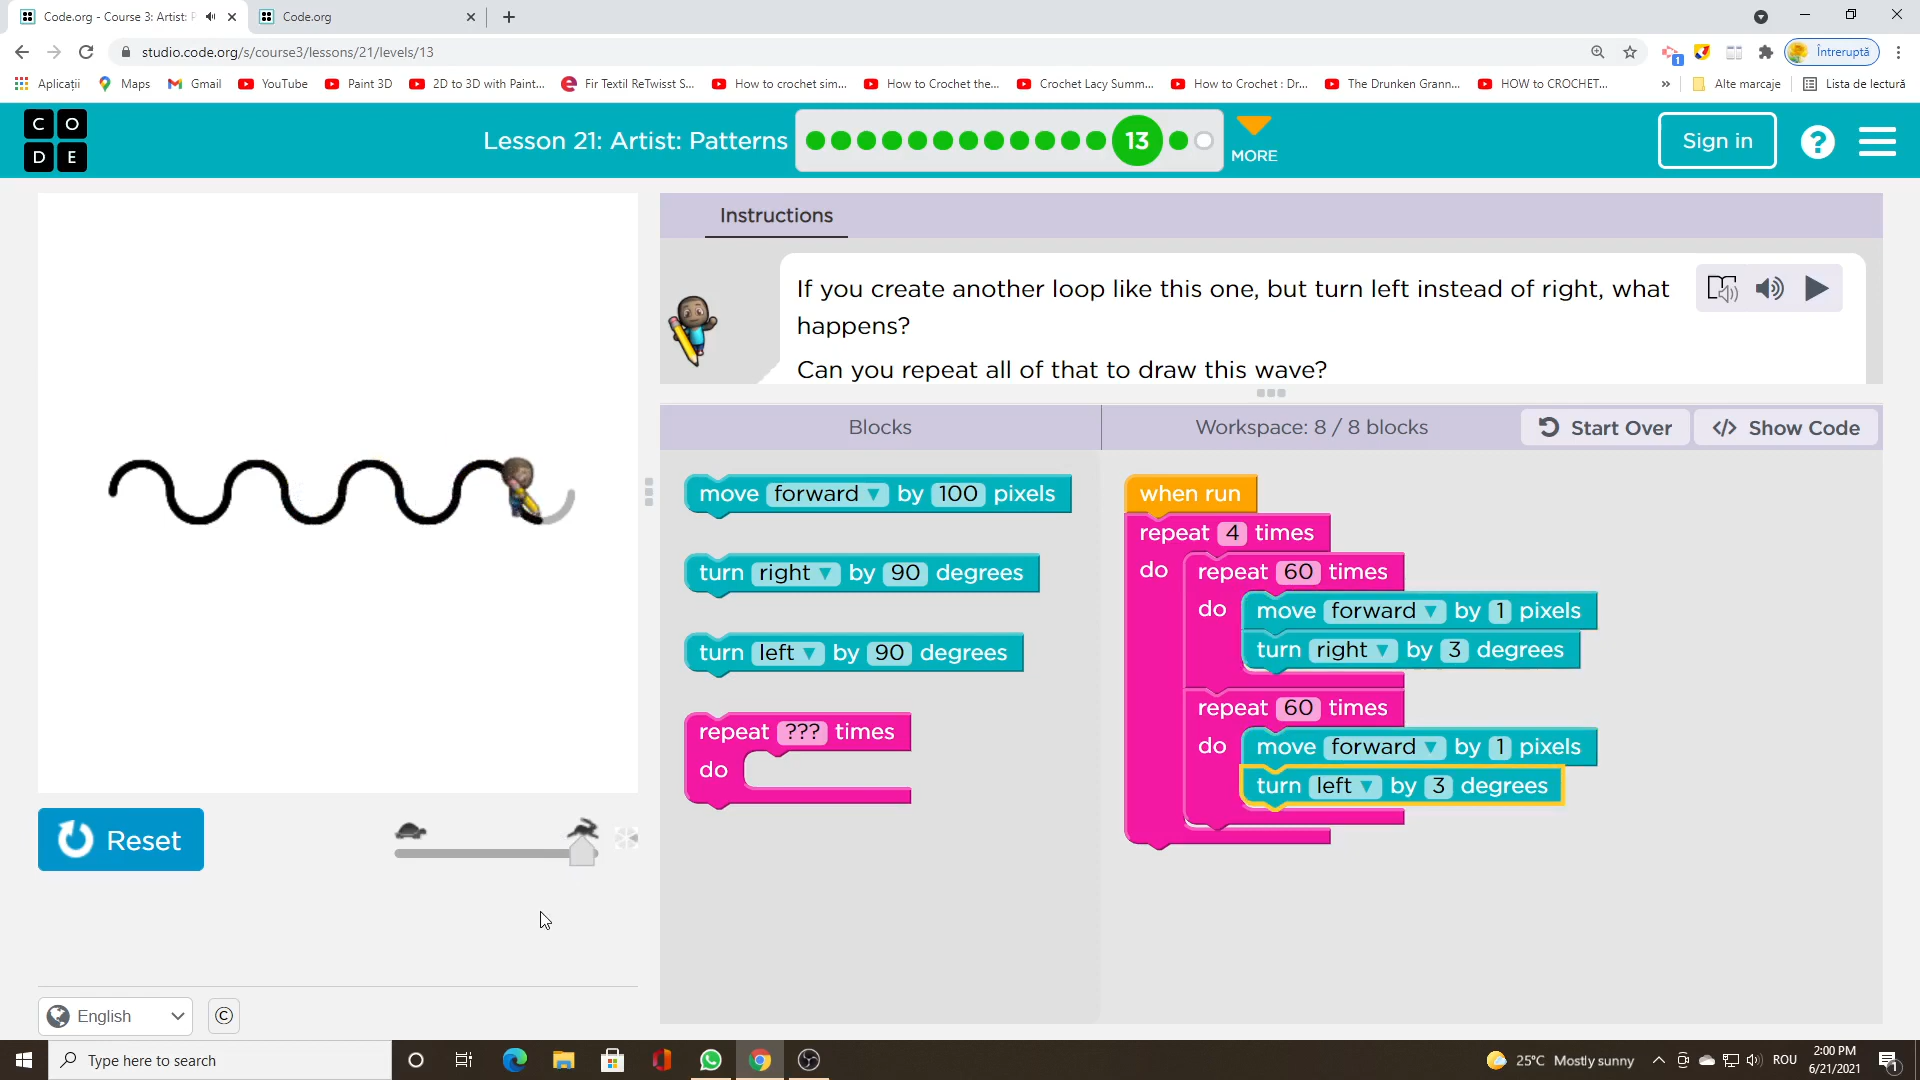 Code.org - Course 3: Artist: P
Code.org
studio.code.org/s/course3/lessons/21/levels/13
1
Întreruptă
Aplicații
Maps
Gmail
YouTube
Paint 3D
2D to 3D with Paint...
Fir Textil ReTwisst S...
How to crochet sim...
How to Crochet the...
Crochet Lacy Summ...
How to Crochet : Dr...
The Drunken Grann...
HOW to CROCHET...
»
Alte marcaje
Lista de lectură
C O
D E
Lesson 21: Artist: Patterns
13
MORE
Sign in
?
Instructions
If you create another loop like this one, but turn left instead of right, what
happens?
Can you repeat all of that to draw this wave?
Blocks
Workspace: 8 / 8 blocks
Start Over
</> Show Code
move forward by 100 pixels
turn right by 90 degrees
turn left by 90 degrees
repeat ??? times
do
when run
repeat 4 times
do
repeat 60 times
do
move forward by 1 pixels
turn right by 3 degrees
repeat 60 times
do
move forward by 1 pixels
turn left by 3 degrees
Reset
English
©
Type here to search
25°C Mostly sunny
ROU
2:00 PM
6/21/2021
1